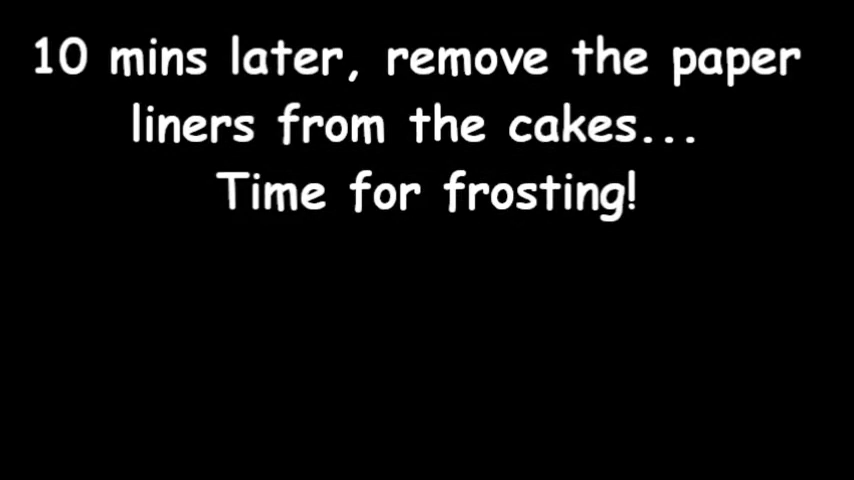 10 mins later, remove the paper
liners from the cakes...
Time for frosting!